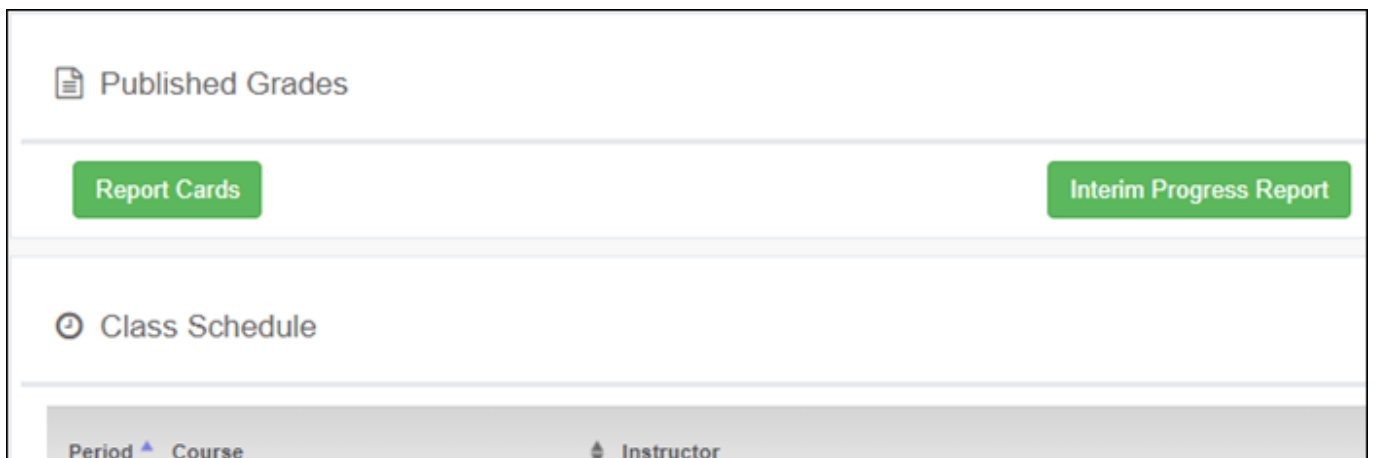 Published Grades
Report Cards Interim Progress Report
Class Schedule
Period Course Instructor